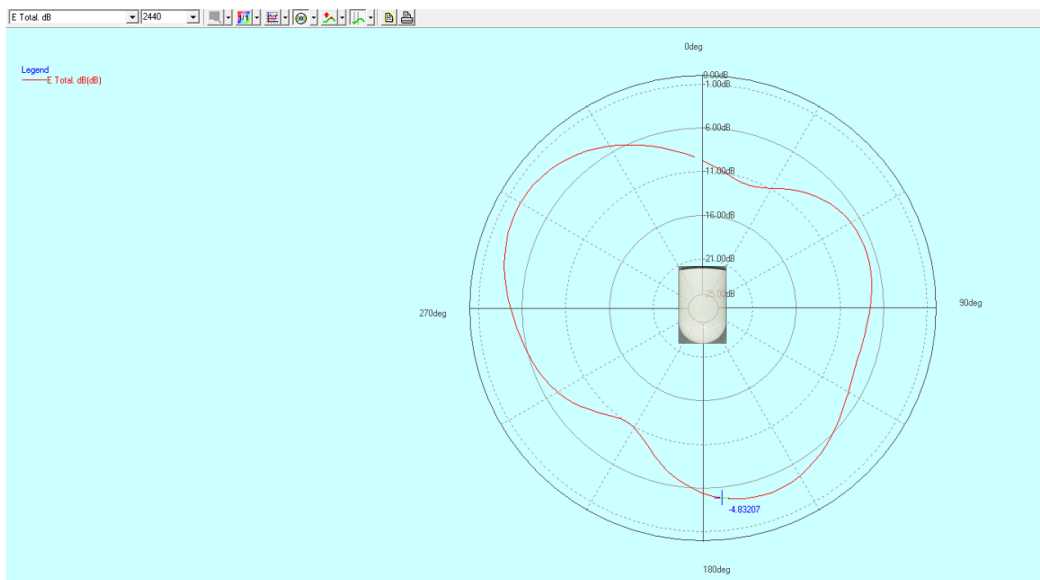 E Total. dB
2440
Legend
E Total. dB(dB)
0deg
0.00dB
-1.00dB
-6.00dB
-11.00dB
-16.00dB
-21.00dB
-25.00dB
90deg
270deg
-4.83207
180deg